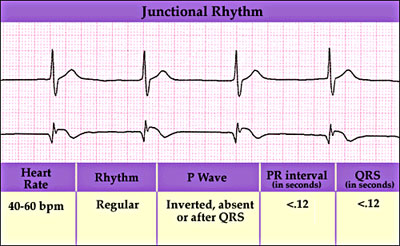 Junctional Rhythm
Heart Rate
Rhythm
P Wave
PR interval
(in seconds)
QRS
(in seconds)
40-60 bpm
Regular
Inverted, absent
or after QRS
<.12
<.12